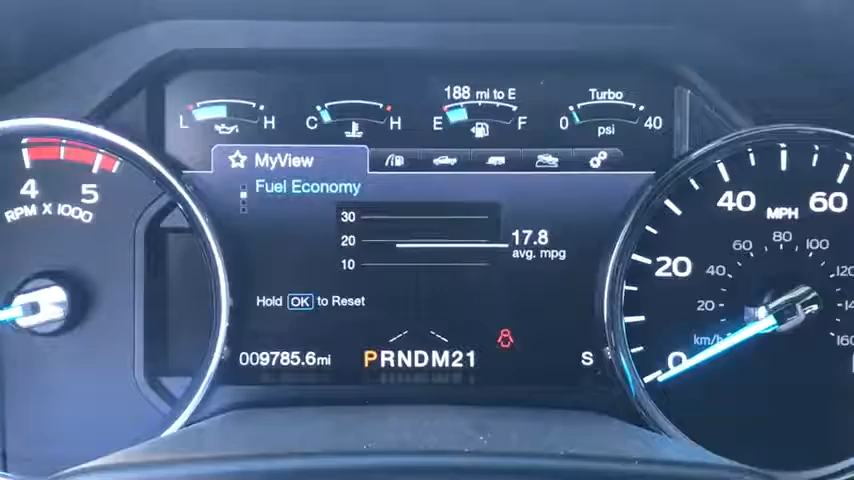 188 mi to E
Turbo
L H
C H
E F
0 40
psi
MyView
Fuel Economy
30
20
10
17.8
avg. mpg
Hold OK to Reset
009785.6mi
PRNDM21
S
4
5
RPM X 1000
0
20
40
60
MPH
km/h
20
40
60
80
100
120
160